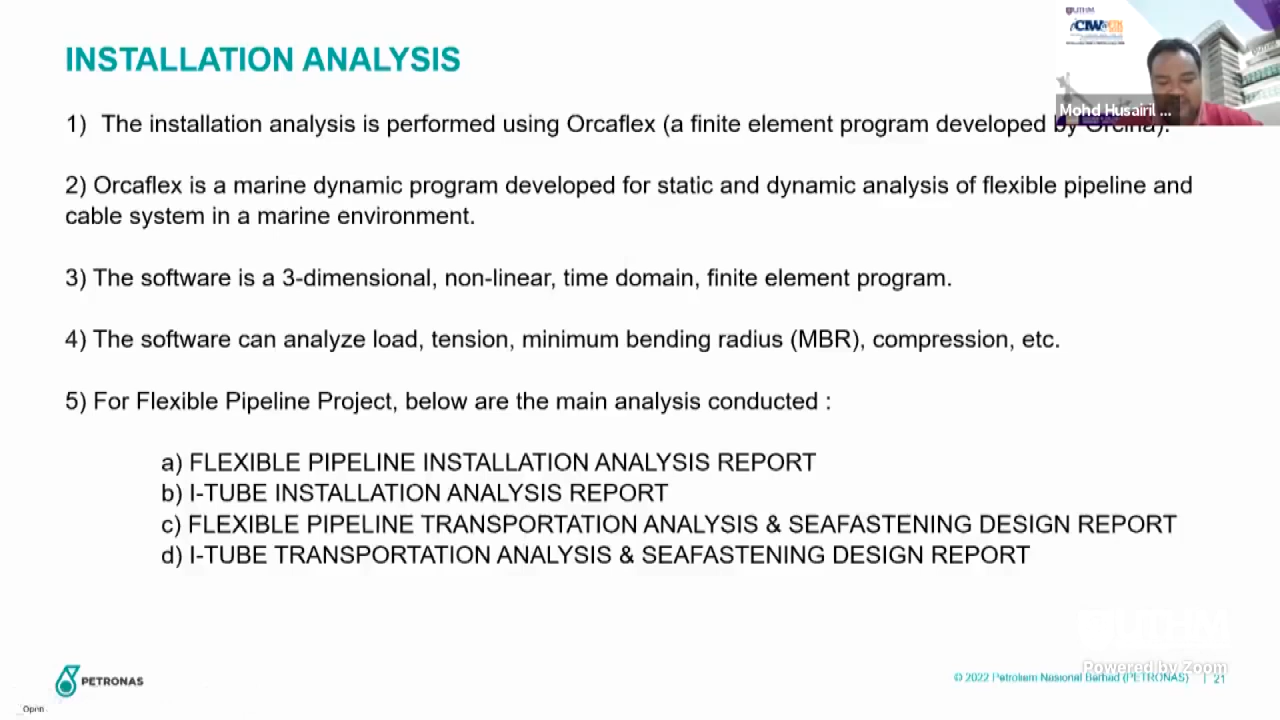 UTHM
INSTALLATION ANALYSIS
Mohd Husairil ...
1) The installation analysis is performed using Orcaflex (a finite element program developed by Orcina).
2) Orcaflex is a marine dynamic program developed for static and dynamic analysis of flexible pipeline and
cable system in a marine environment.
3) The software is a 3-dimensional, non-linear, time domain, finite element program.
4) The software can analyze load, tension, minimum bending radius (MBR), compression, etc.
5) For Flexible Pipeline Project, below are the main analysis conducted :
a) FLEXIBLE PIPELINE INSTALLATION ANALYSIS REPORT
b) I-TUBE INSTALLATION ANALYSIS REPORT
c) FLEXIBLE PIPELINE TRANSPORTATION ANALYSIS & SEAFASTENING DESIGN REPORT
d) I-TUBE TRANSPORTATION ANALYSIS & SEAFASTENING DESIGN REPORT
UTHM
Powered by Zoom
PETRONAS
© 2022 Petroliam Nasional Berhad (PETRONAS) | 21
Open